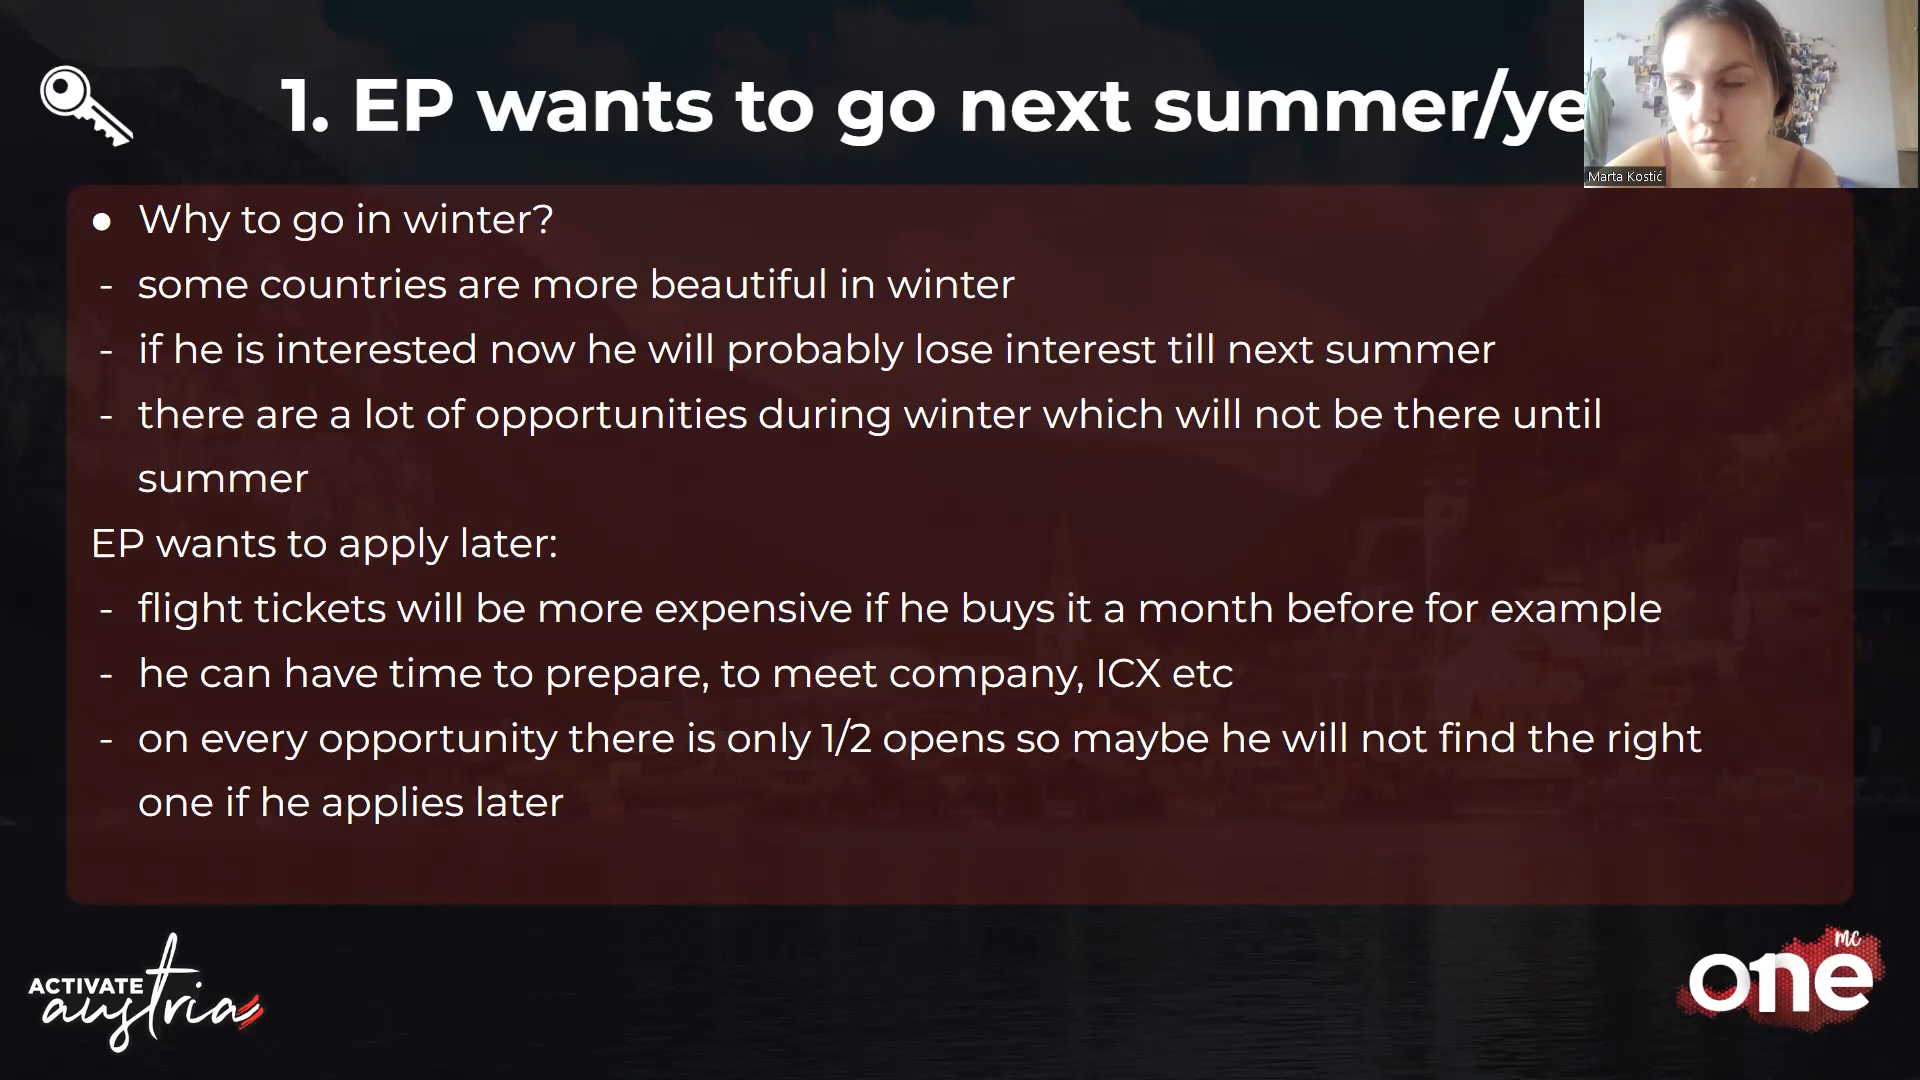 1. EP wants to go next summer/ye
Marta Kostić
● Why to go in winter?
- some countries are more beautiful in winter
- if he is interested now he will probably lose interest till next summer
- there are a lot of opportunities during winter which will not be there until
summer
EP wants to apply later:
- flight tickets will be more expensive if he buys it a month before for example
- he can have time to prepare, to meet company, ICX etc
- on every opportunity there is only 1/2 opens so maybe he will not find the right
one if he applies later
ACTIVATE
austria
mc
one